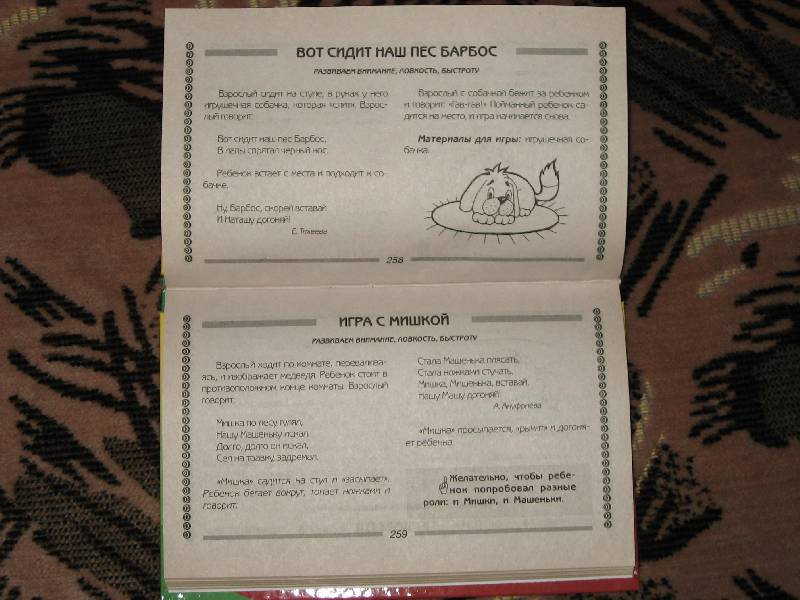 ВОТ СИДИТ НАШ ПЕС БАРБОС
РАЗВИВАЕМ ВНИМАНИЕ, ЛОВКОСТЬ, БЫСТРОТУ
Взрослый сидит на стуле, в руках у него
игрушечная собачка, которая «спит». Взрос-
лый говорит:
Вот сидит наш пес Барбос,
В лапы спрятал черный нос.
Ребенок встает с места и подходит к со-
бачке.
Ну, Барбос, скорей вставай
И Наташу догоняй!
Е. Тихеева
Взрослый с собачкой бежит за ребенком
и говорит: «Гав-гав!» Пойманный ребенок са-
дится на место, и игра начинается снова.
Материалы для игры: игрушечная со-
бачка.
258
ИГРА С МИШКОЙ
РАЗВИВАЕМ ВНИМАНИЕ, ЛОВКОСТЬ, БЫСТРОТУ
Взрослый ходит по комнате, перевалива-
ясь, и изображает медведя. Ребенок стоит в
противоположном конце комнаты. Взрослый
говорит:
Мишка по лесу гулял,
Нашу Машеньку искал.
Долго, долго он искал,
Сел на травку, задремал.
«Мишка» садится на стул и «засыпает».
Ребенок бегает вокруг, топает ножками и
говорит:
Стала Машенька плясать,
Стала ножками стучать.
Мишка, Мишенька, вставай,
Нашу Машу догоняй!
А. Ануфриева
«Мишка» просыпается, «рычит» и догоня-
ет ребенка.
Желательно, чтобы ребе-
нок попробовал разные
роли: и Мишки, и Машеньки.
259